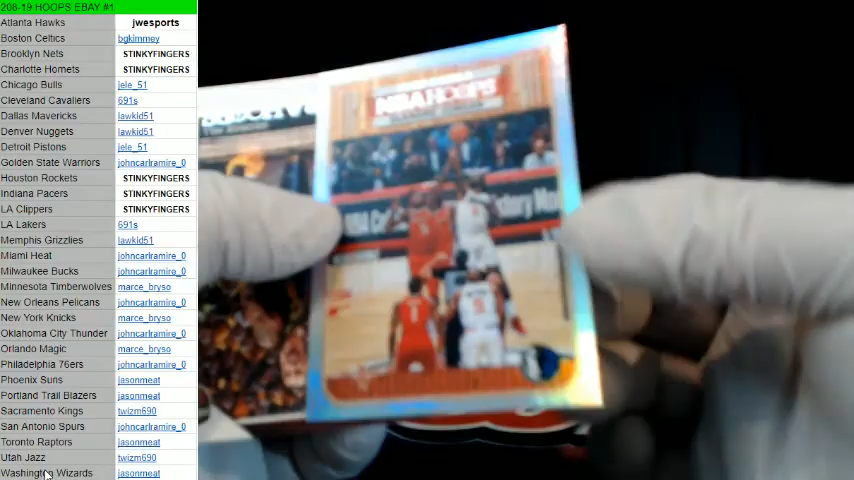 208-19 HOOPS EBAY #1
Atlanta Hawks jwesports
Boston Celtics bgkimmey
Brooklyn Nets STINKYFINGERS
Charlotte Hornets STINKYFINGERS
Chicago Bulls jele_51
Cleveland Cavaliers 691s
Dallas Mavericks lawkid51
Denver Nuggets lawkid51
Detroit Pistons jele_51
Golden State Warriors johncarlramire_0
Houston Rockets STINKYFINGERS
Indiana Pacers STINKYFINGERS
LA Clippers STINKYFINGERS
LA Lakers 691s
Memphis Grizzlies lawkid51
Miami Heat johncarlramire_0
Milwaukee Bucks johncarlramire_0
Minnesota Timberwolves marce_bryso
New Orleans Pelicans johncarlramire_0
New York Knicks marce_bryso
Oklahoma City Thunder johncarlramire_0
Orlando Magic marce_bryso
Philadelphia 76ers johncarlramire_0
Phoenix Suns jasonmeat
Portland Trail Blazers jasonmeat
Sacramento Kings twizm690
San Antonio Spurs johncarlramire_0
Toronto Raptors jasonmeat
Utah Jazz twizm690
Washington Wizards jasonmeat
NBA HOOPS